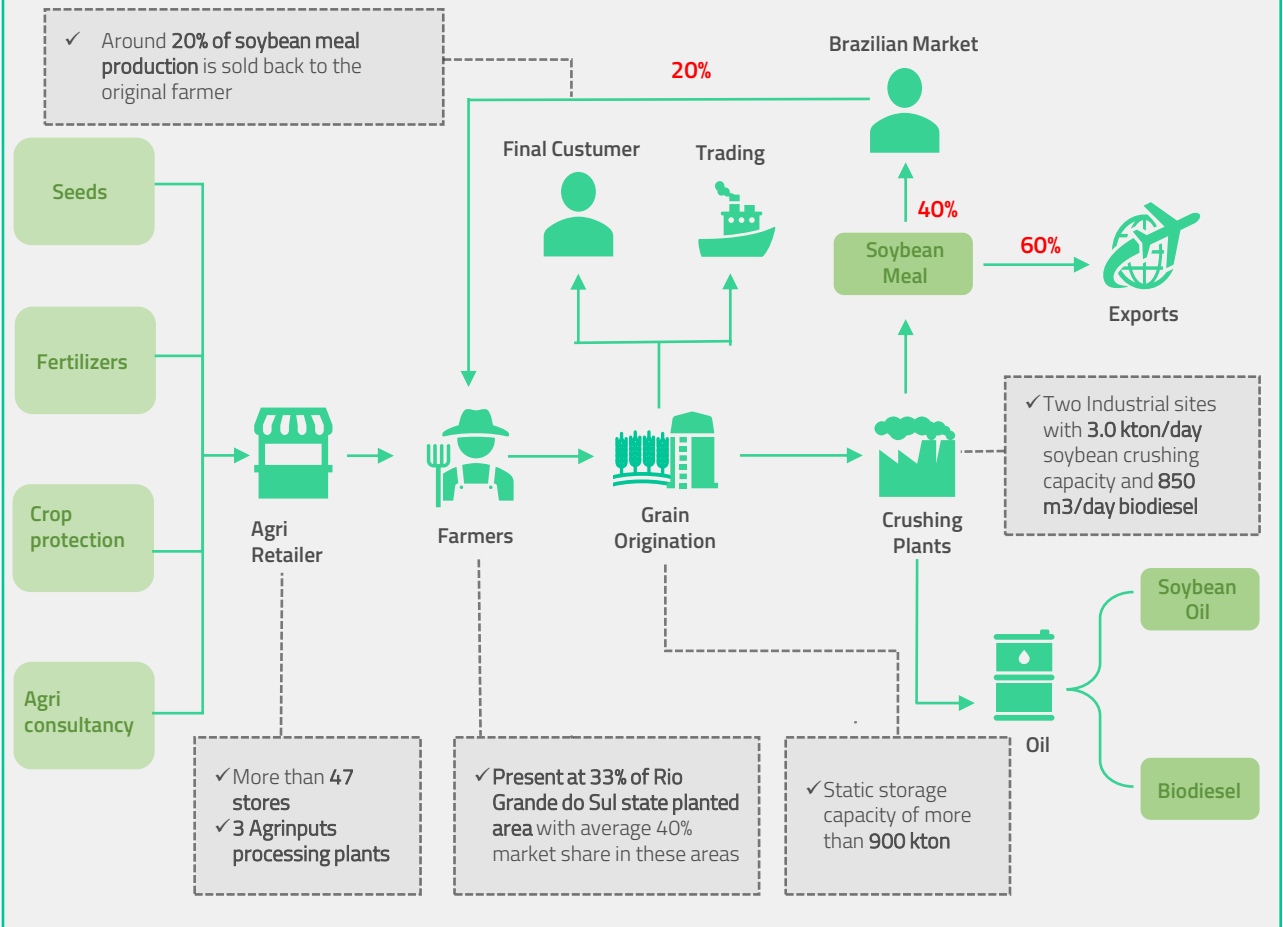 ✓ Around 20% of soybean meal
production is sold back to the
original farmer
Brazilian Market
20%
Final Custumer
Trading
40%
Soybean
Meal
60%
Exports
Seeds
Fertilizers
Crop
protection
Agri
consultancy
Agri
Retailer
Farmers
Grain
Origination
Crushing
Plants
✓Two Industrial sites
with 3.0 kton/day
soybean crushing
capacity and 850
m3/day biodiesel
Soybean
Oil
Oil
Biodiesel
✓More than 47
stores
✓3 Agrinputs
processing plants
✓Present at 33% of Rio
Grande do Sul state planted
area with average 40%
market share in these areas
✓Static storage
capacity of more
than 900 kton